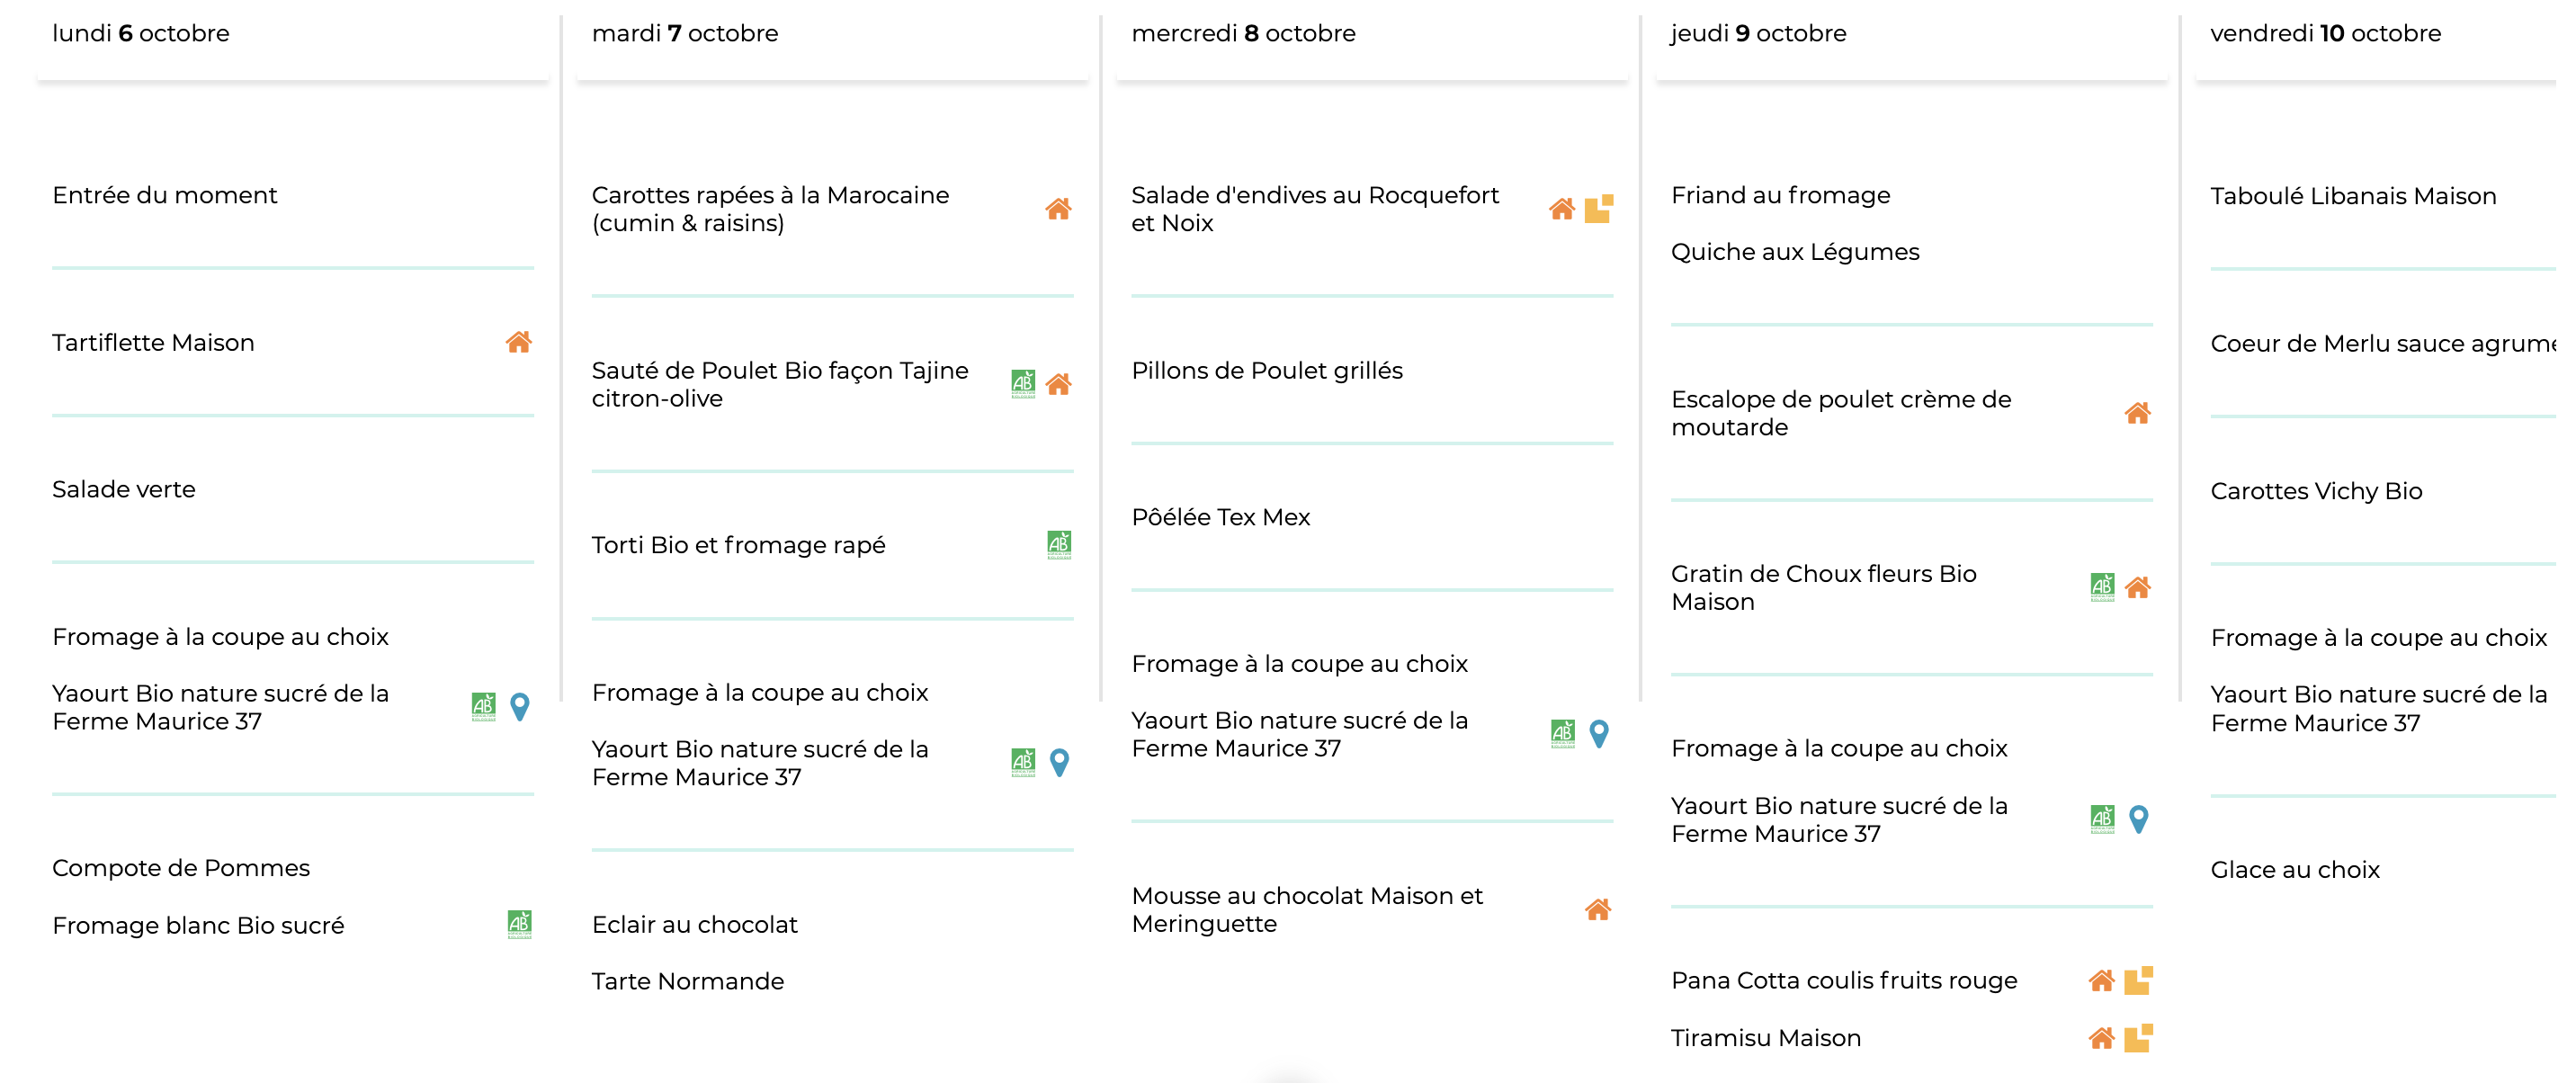 lundi 6 octobre
Entrée du moment
Tartiflette Maison
Salade verte
Fromage à la coupe au choix
Yaourt Bio nature sucré de la
Ferme Maurice 37
Compote de Pommes
Fromage blanc Bio sucré
mardi 7 octobre
Carottes rapées à la Marocaine
(cumin & raisins)
Sauté de Poulet Bio façon Tajine
citron-olive
Torti Bio et fromage rapé
Fromage à la coupe au choix
Yaourt Bio nature sucré de la
Ferme Maurice 37
Eclair au chocolat
Tarte Normande
mercredi 8 octobre
Salade d'endives au Rocquefort
et Noix
Pillons de Poulet grillés
Pôélée Tex Mex
Fromage à la coupe au choix
Yaourt Bio nature sucré de la
Ferme Maurice 37
Mousse au chocolat Maison et
Meringuette
jeudi 9 octobre
Friand au fromage
Quiche aux Légumes
Escalope de poulet crème de
moutarde
Gratin de Choux fleurs Bio
Maison
Fromage à la coupe au choix
Yaourt Bio nature sucré de la
Ferme Maurice 37
Pana Cotta coulis fruits rouge
Tiramisu Maison
vendredi 10 octobre
Taboulé Libanais Maison
Coeur de Merlu sauce
Carottes Vichy Bio
Fromage à la coupe au choix
Yaourt Bio nature sucré de la
Ferme Maurice 37
Glace au choix